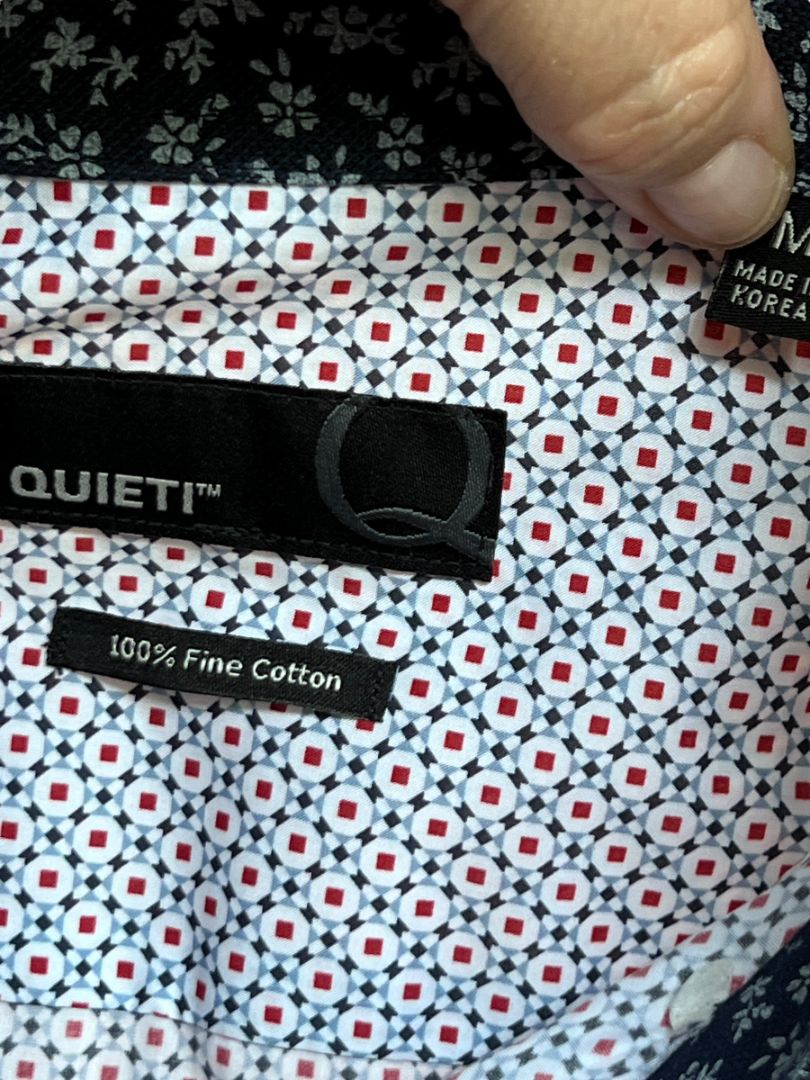 M
MADE I
KOREA
QUIETI™
Q
100% Fine Cotton